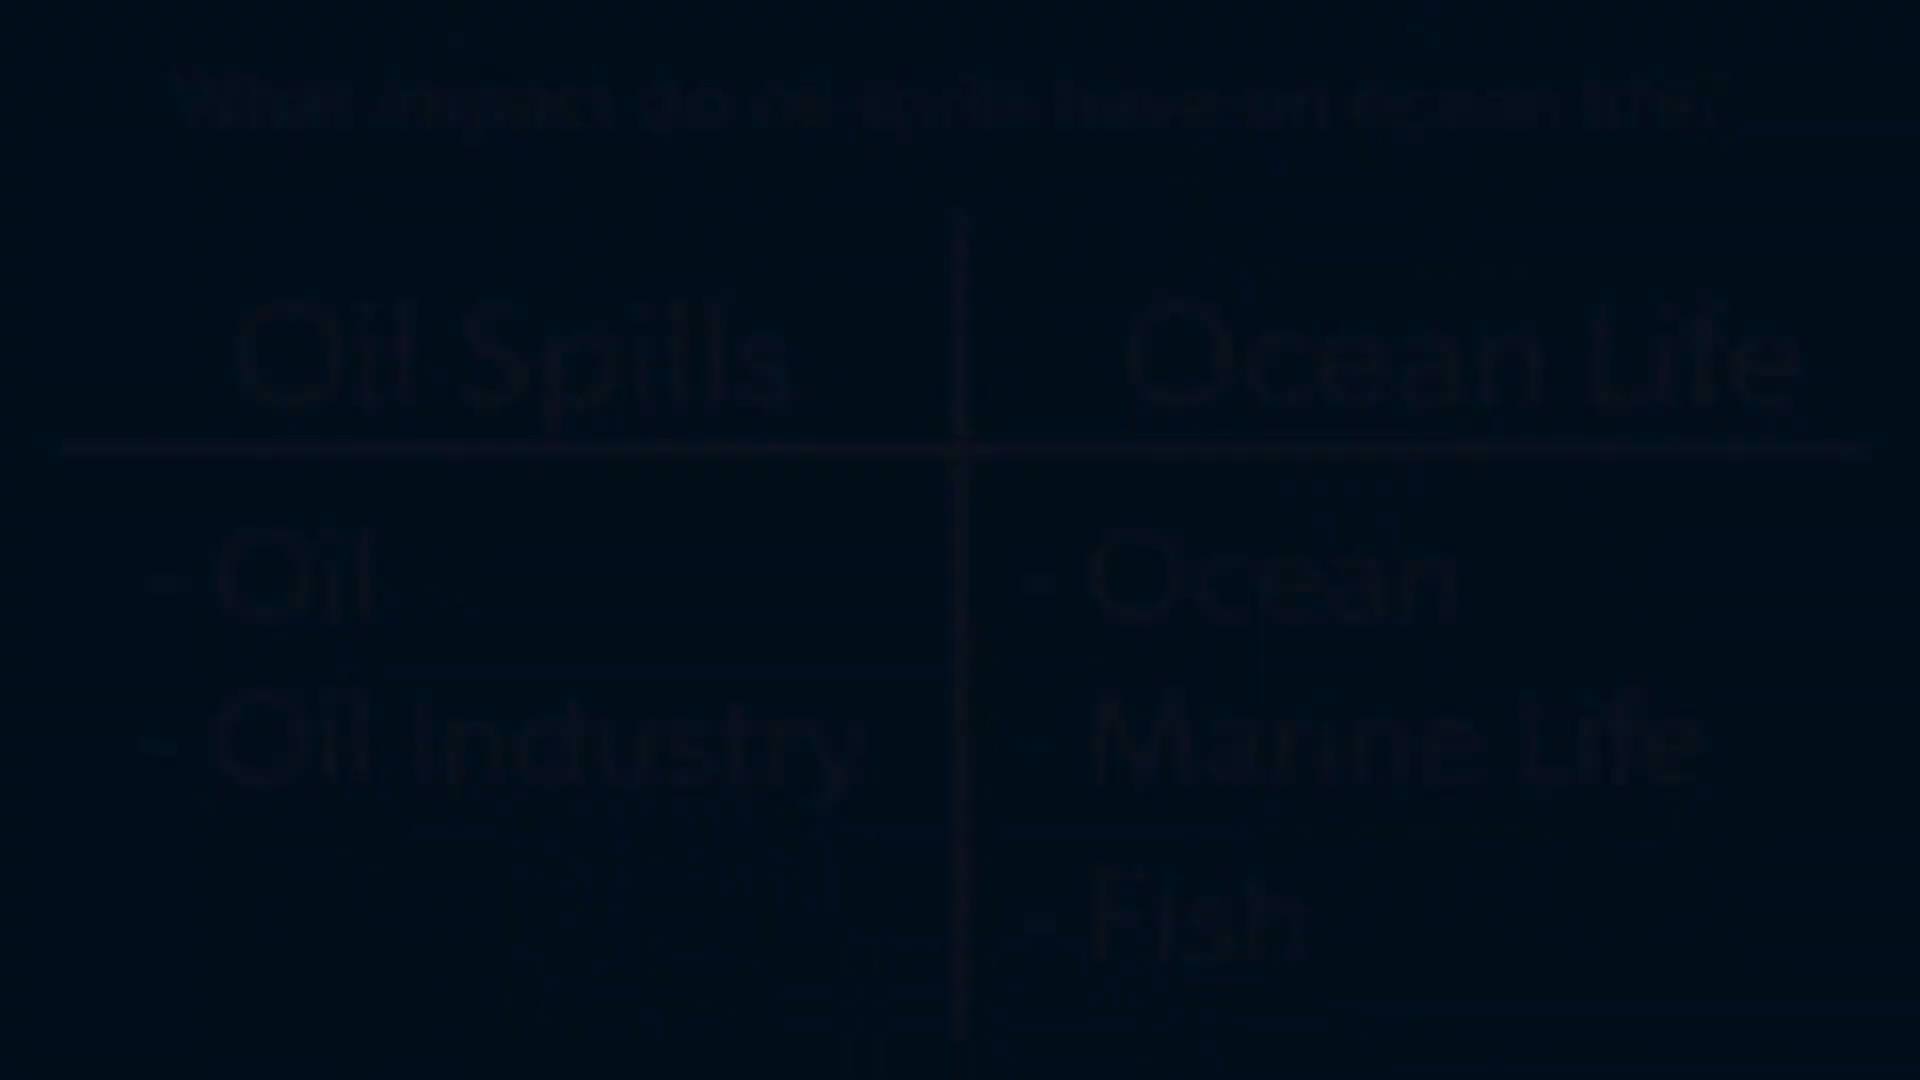 What impact do oil spills have on ocean life?
Oil Spills
Ocean Life
- Oil
- Oil Industry
- Ocean
- Marine Life
- Fish